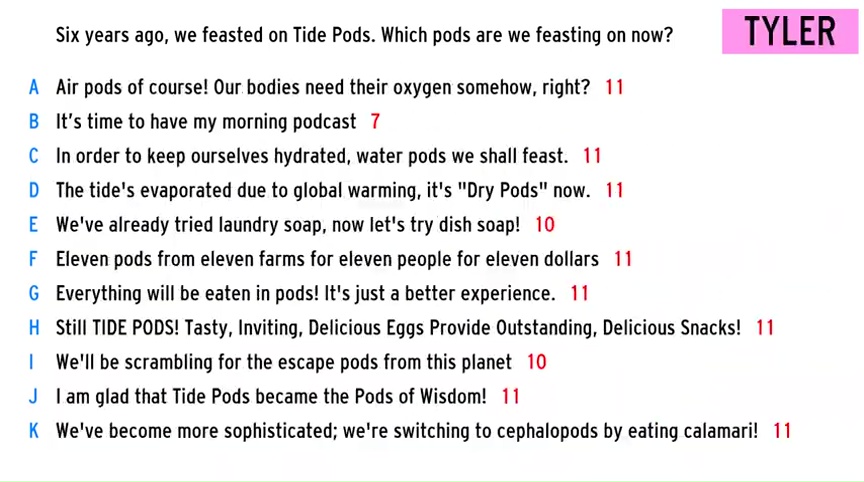 Six years ago, we feasted on Tide Pods. Which pods are we feasting on now?
TYLER
A Air pods of course! Our bodies need their oxygen somehow, right? 11
B It's time to have my morning podcast 7
C In order to keep ourselves hydrated, water pods we shall feast. 11
D The tide's evaporated due to global warming, it's "Dry Pods" now. 11
E We've already tried laundry soap, now let's try dish soap! 10
F Eleven pods from eleven farms for eleven people for eleven dollars 11
G Everything will be eaten in pods! It's just a better experience. 11
H Still TIDE PODS! Tasty, Inviting, Delicious Eggs Provide Outstanding, Delicious Snacks! 11
I We'll be scrambling for the escape pods from this planet 10
J I am glad that Tide Pods became the Pods of Wisdom! 11
K We've become more sophisticated; we're switching to cephalopods by eating calamari! 11